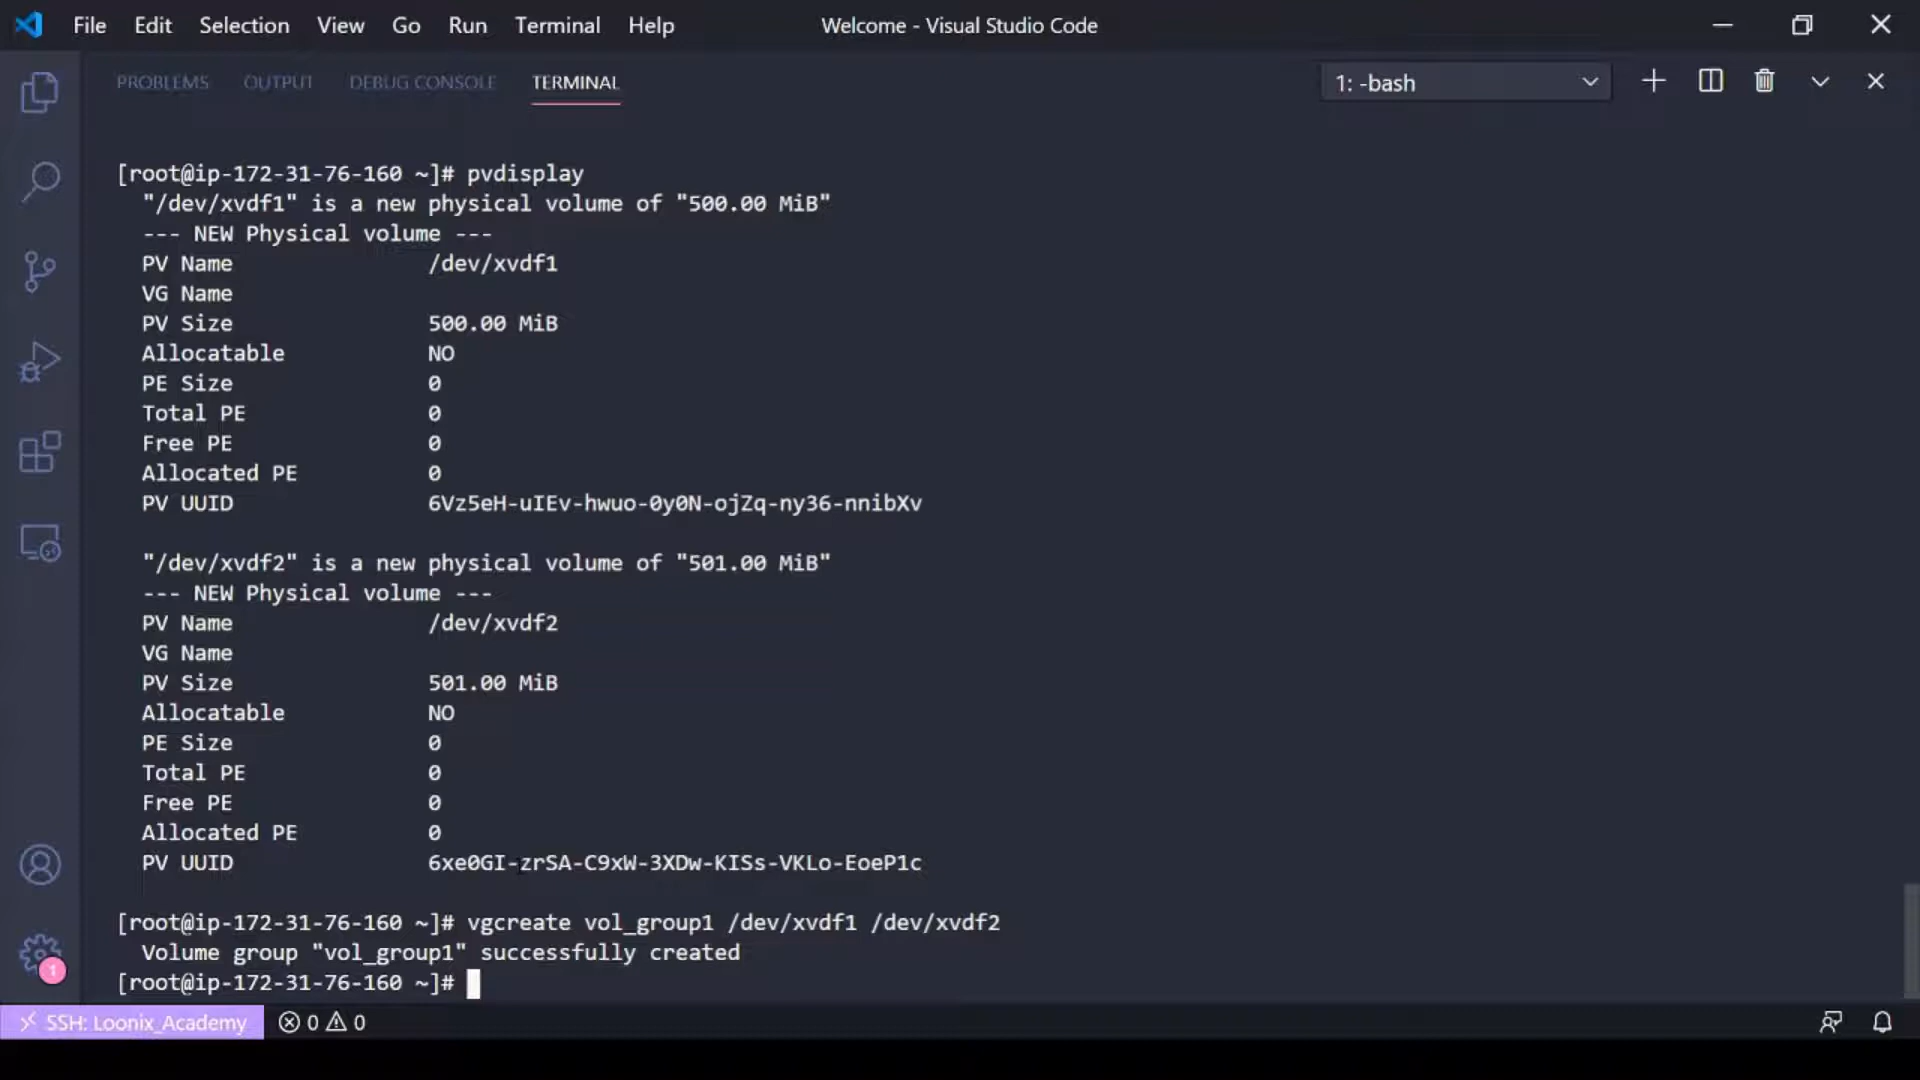 File Edit Selection View Go Run Terminal Help Welcome - Visual Studio Code
PROBLEMS OUTPUT DEBUG CONSOLE TERMINAL 1: -bash
[root@ip-172-31-76-160 ~]# pvdisplay
"/dev/xvdf1" is a new physical volume of "500.00 MiB"
--- NEW Physical volume ---
PV Name /dev/xvdf1
VG Name
PV Size 500.00 MiB
Allocatable NO
PE Size 0
Total PE 0
Free PE 0
Allocated PE 0
PV UUID 6Vz5eH-uIEv-hwuo-0y0N-ojZq-ny36-nnibXv
"/dev/xvdf2" is a new physical volume of "501.00 MiB"
--- NEW Physical volume ---
PV Name /dev/xvdf2
VG Name
PV Size 501.00 MiB
Allocatable NO
PE Size 0
Total PE 0
Free PE 0
Allocated PE 0
PV UUID 6xe0GI-zrSA-C9xW-3XDw-KISs-VKLo-EoeP1c
[root@ip-172-31-76-160 ~]# vgcreate vol_group1 /dev/xvdf1 /dev/xvdf2
Volume group "vol_group1" successfully created
[root@ip-172-31-76-160 ~]#
1
SSH: Loonix_Academy 0 0